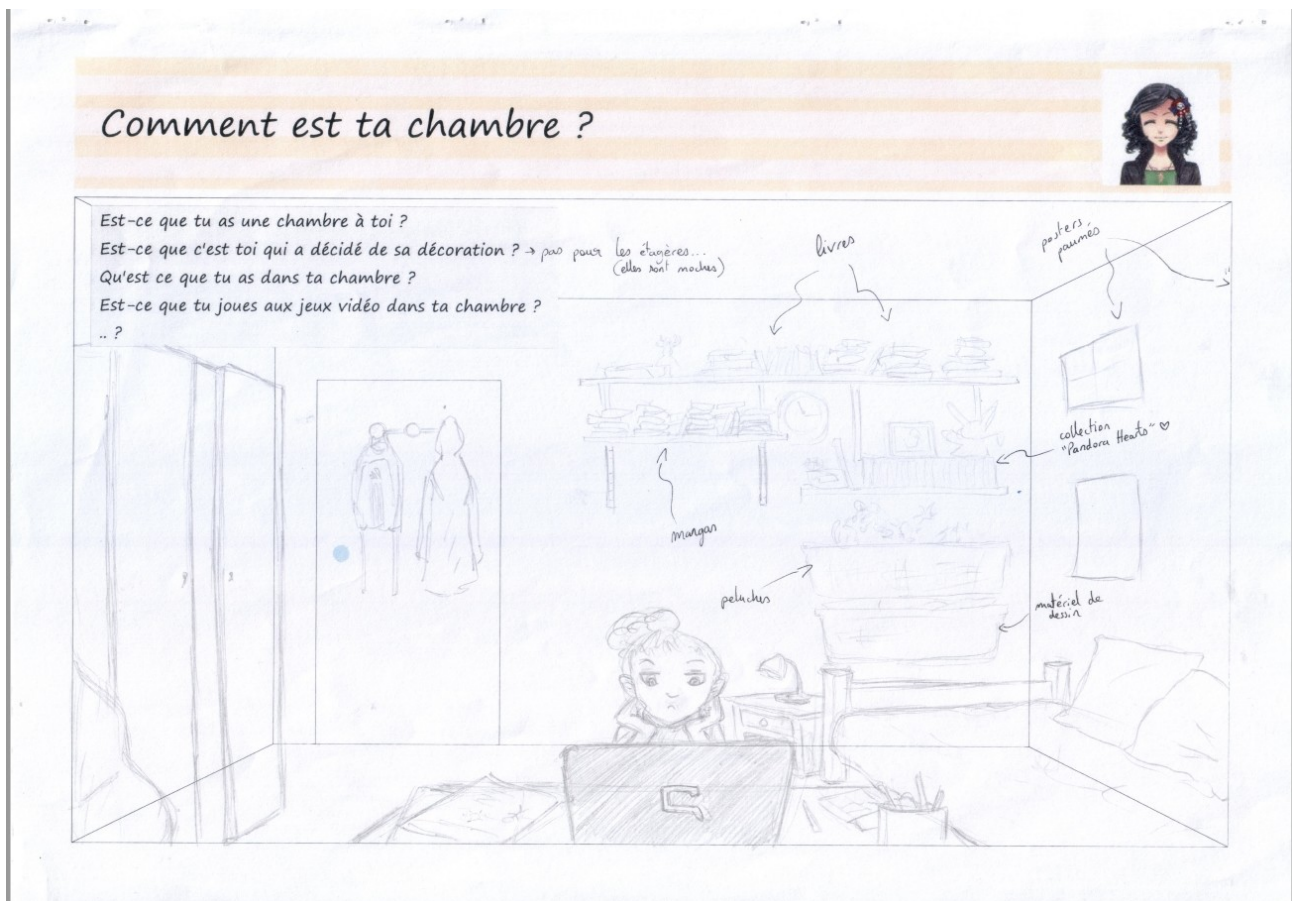 Comment est ta chambre ?
Est-ce que tu as une chambre à toi ?
Est-ce que c'est toi qui a décidé de sa décoration ? → pas pour les étagères...
(elles sont moches)
Qu'est ce que tu as dans ta chambre ?
Est-ce que tu joues aux jeux vidéo dans ta chambre ?
.. ?
livres
posters
paumés
collection
"Pandora Hearts" ♡
mangas
peluches
matériel de
dessin